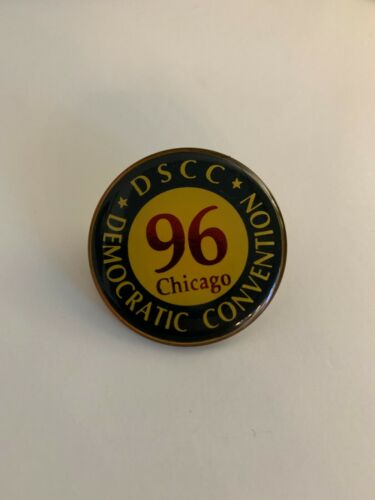 ★ DSCC ★
96
Chicago
DEMOCRATIC CONVENTION